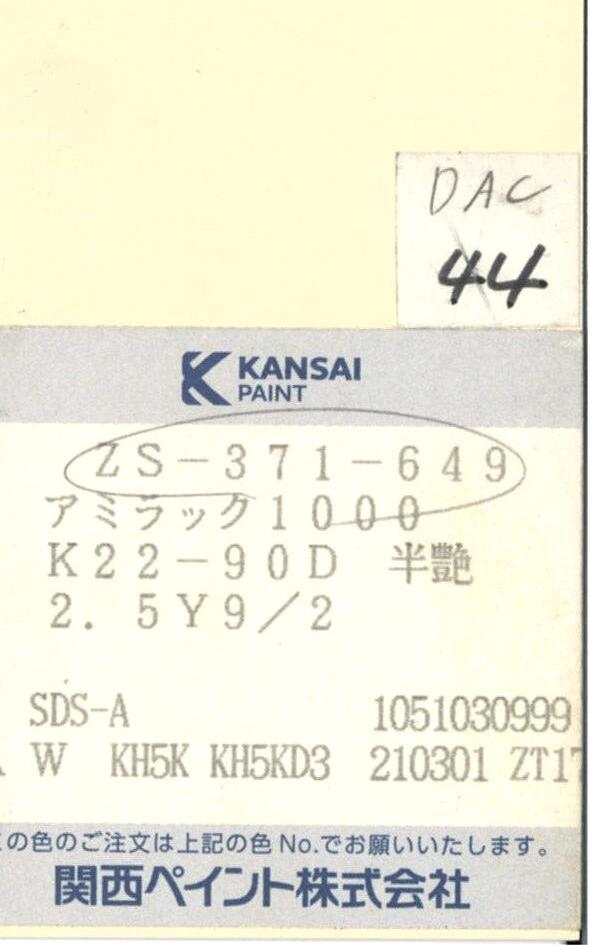 DAC
44
KANSAI
PAINT
ZS-371-649
アミラック1000
K22-90D 半艶
2.5Y9/2
SDS-A 1051030999
W KH5K KH5KD3 210301 ZT17
の色のご注文は上記の色No.でお願いいたします。
関西ペイント株式会社